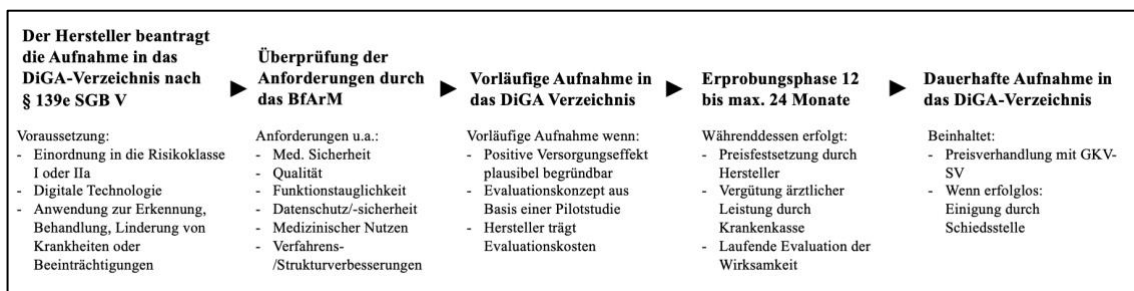 Der Hersteller beantragt
die Aufnahme in das
DiGA-Verzeichnis nach
§ 139e SGB V
Voraussetzung:
- Einordnung in die Risikoklasse
I oder IIa
- Digitale Technologie
- Anwendung zur Erkennung,
Behandlung, Linderung von
Krankheiten oder
Beeinträchtigungen
Überprüfung der
Anforderungen durch
das BfArM
Anforderungen u.a.:
- Med. Sicherheit
- Qualität
- Funktionstauglichkeit
- Datenschutz/-sicherheit
- Medizinischer Nutzen
- Verfahrens-
/Strukturverbesserungen
Vorläufige Aufnahme in
das DiGA Verzeichnis
Vorläufige Aufnahme wenn:
- Positive Versorgungseffekt
plausibel begründbar
- Evaluationskonzept aus
Basis einer Pilotstudie
- Hersteller trägt
Evaluationskosten
Erprobungsphase 12
bis max. 24 Monate
Währenddessen erfolgt:
- Preisfestsetzung durch
Hersteller
- Vergütung ärztlicher
Leistung durch
Krankenkasse
- Laufende Evaluation der
Wirksamkeit
Dauerhafte Aufnahme in
das DiGA-Verzeichnis
Beinhaltet:
- Preisverhandlung mit GKV-
SV
- Wenn erfolglos:
Einigung durch
Schiedsstelle